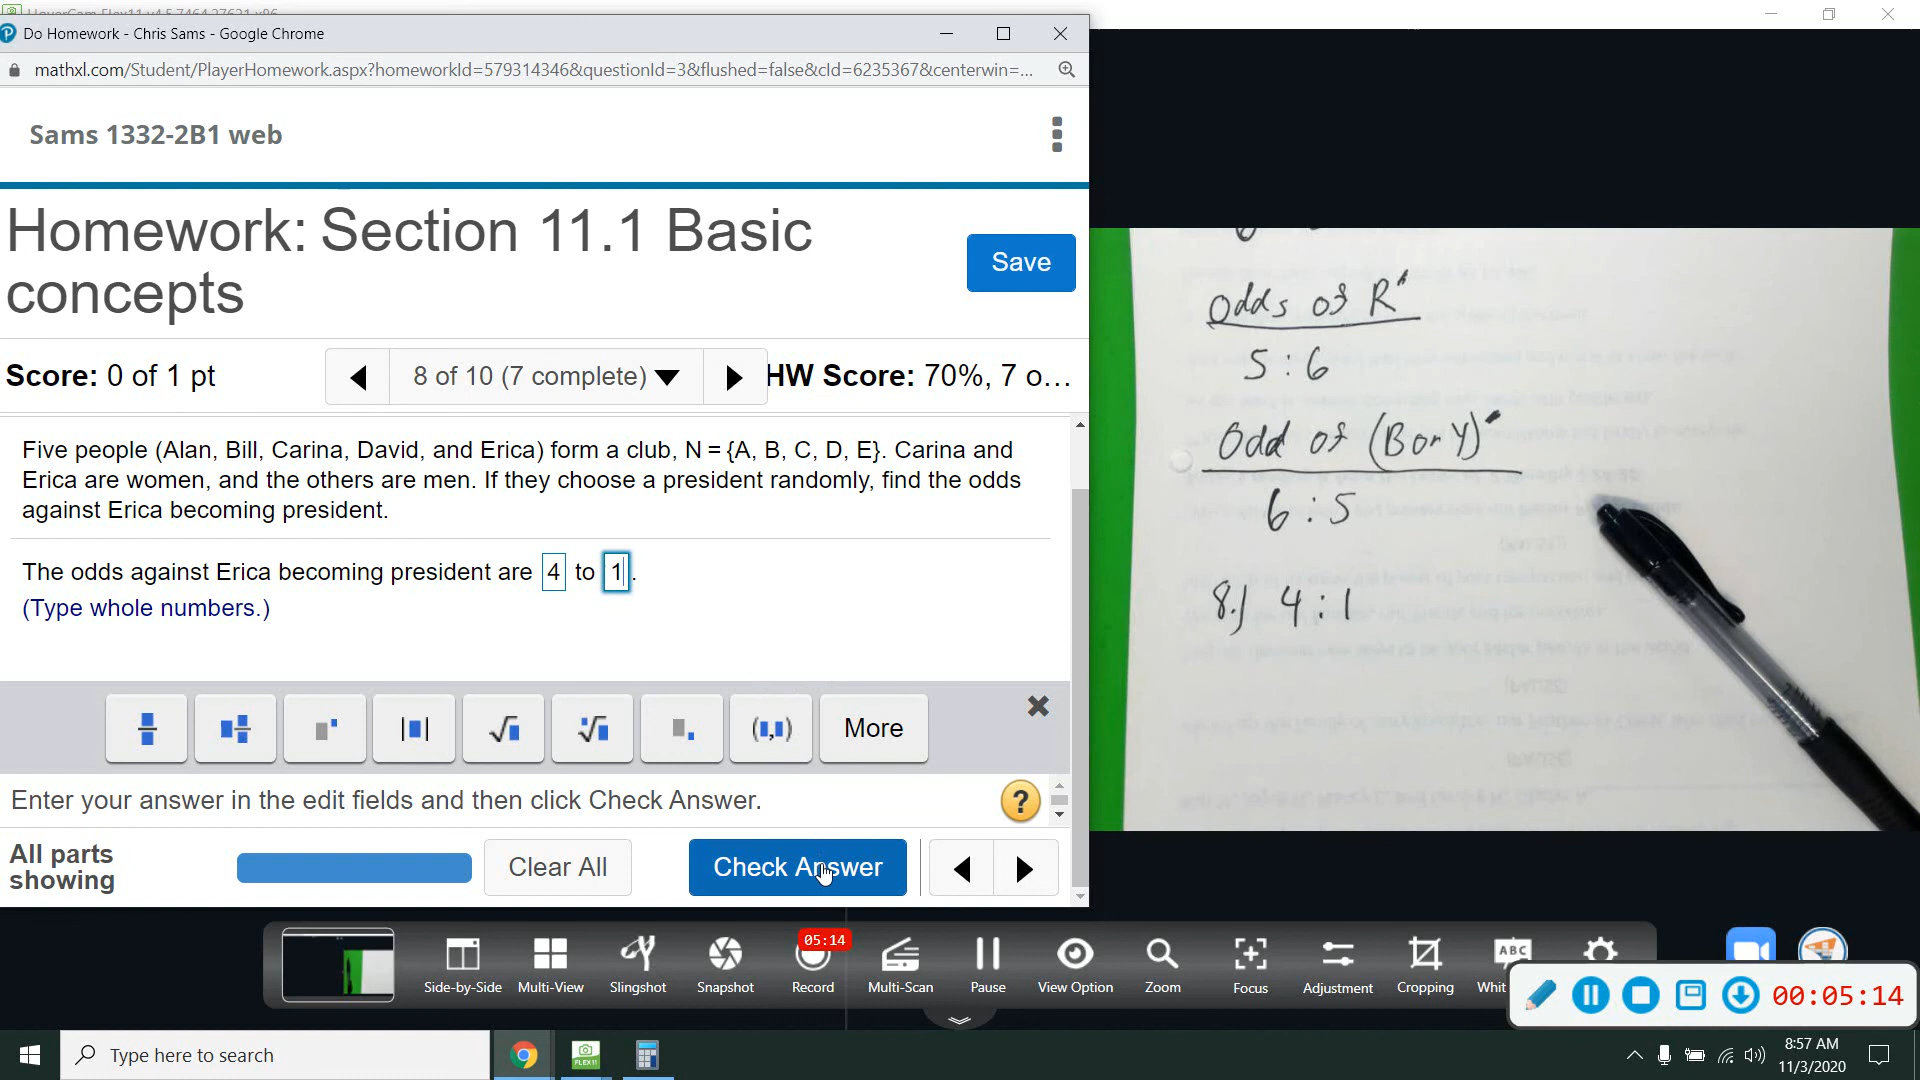 Do Homework - Chris Sams - Google Chrome
mathxl.com/Student/PlayerHomework.aspx?homeworkId=579314346&questionId=3&flushed=false&cId=6235367&centerwin=...
Sams 1332-2B1 web
Homework: Section 11.1 Basic
concepts
Save
Score: 0 of 1 pt
8 of 10 (7 complete)
HW Score: 70%, 7 o...
Five people (Alan, Bill, Carina, David, and Erica) form a club, N = {A, B, C, D, E}. Carina and
Erica are women, and the others are men. If they choose a president randomly, find the odds
against Erica becoming president.
The odds against Erica becoming president are 4 to 1.
(Type whole numbers.)
More
Enter your answer in the edit fields and then click Check Answer.
?
All parts
showing
Clear All
Check Answer
Odds of R'
5 : 6
Odd of (B or Y)'
6 : 5
8.) 4 : 1
05:14
Side-by-Side
Multi-View
Slingshot
Snapshot
Record
Multi-Scan
Pause
View Option
Zoom
Focus
Adjustment
Cropping
ABC
Whit
00:05:14
Type here to search
FLEX11
8:57 AM
11/3/2020